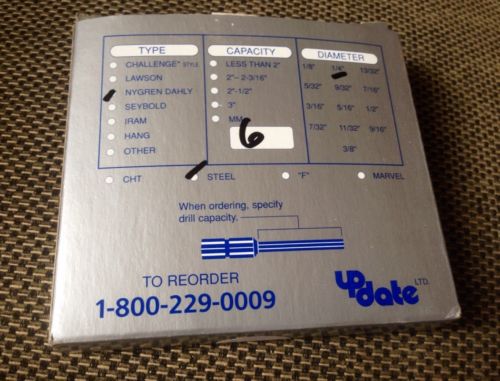 TYPE CAPACITY DIAMETER
CHALLENGE™ STYLE LESS THAN 2" 1/8" 1/4" 13/32"
LAWSON 2"- 2-3/16"
NYGREN DAHLY 2"-1/2" 5/32" 9/32" 7/16"
SEYBOLD 3" 3/16" 5/16" 1/2"
IRAM MM
HANG 6 7/32" 11/32" 9/16"
OTHER 3/8"
CHT STEEL "F" MARVEL
When ordering, specify
drill capacity.
TO REORDER
1-800-229-0009
update LTD.